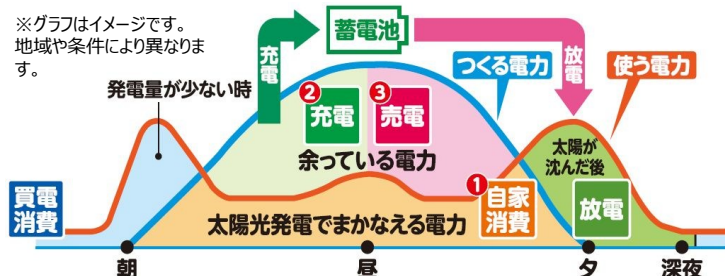 ※グラフはイメージです。
地域や条件により異なりま
す。
発電量が少ない時
充電
蓄電池
放電
つくる電力
使う電力
2
充電
3
売電
余っている電力
太陽が
沈んだ後
買電
消費
太陽光発電でまかなえる電力
1
自家
消費
放電
朝
昼
夕
深夜